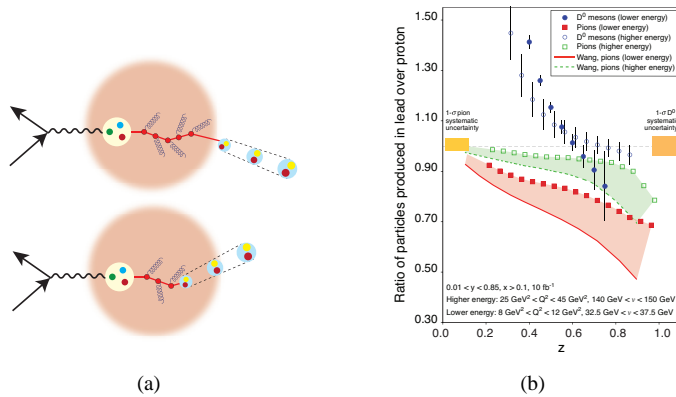 1.50
1.30
1.10
0.90
0.70
0.50
0.30
Ratio of particles produced in lead over proton
D⁰ mesons (lower energy)
Pions (lower energy)
D⁰ mesons (higher energy)
Pions (higher energy)
Wang, pions (lower energy)
Wang, pions (higher energy)
1-σ pion
systematic
uncertainty
1-σ D⁰
systematic
uncertainty
0.01 < y < 0.85, x > 0.1, 10 fb⁻¹
Higher energy: 25 GeV² < Q² < 45 GeV², 140 GeV < ν < 150 GeV
Lower energy: 8 GeV² < Q² < 12 GeV², 32.5 GeV < ν < 37.5 GeV
0.0 0.2 0.4 0.6 0.8 1.0
z
(a) (b)